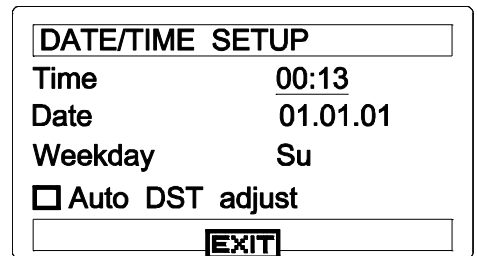 DATE/TIME SETUP
Time 00:13
Date 01.01.01
Weekday Su
Auto DST adjust
EXIT